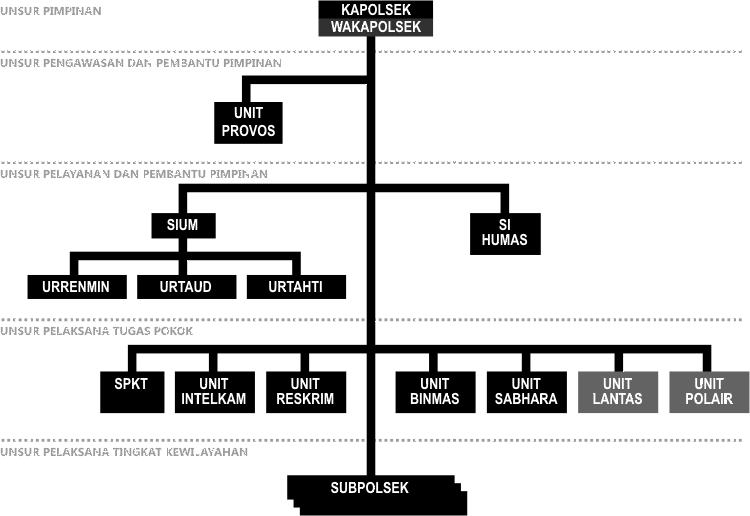 UNSUR PIMPINAN
KAPOLSEK
WAKAPOLSEK
UNSUR PENGAWASAN DAN PEMBANTU PIMPINAN
UNIT
PROVOS
UNSUR PELAYANAN DAN PEMBANTU PIMPINAN
SIUM
SI
HUMAS
URRENMIN
URTAUD
URTAHTI
UNSUR PELAKSANA TUGAS POKOK
SPKT
UNIT
INTELKAM
UNIT
RESKRIM
UNIT
BINMAS
UNIT
SABHARA
UNIT
LANTAS
UNIT
POLAIR
UNSUR PELAKSANA TINGKAT KEWILAYAHAN
SUBPOLSEK